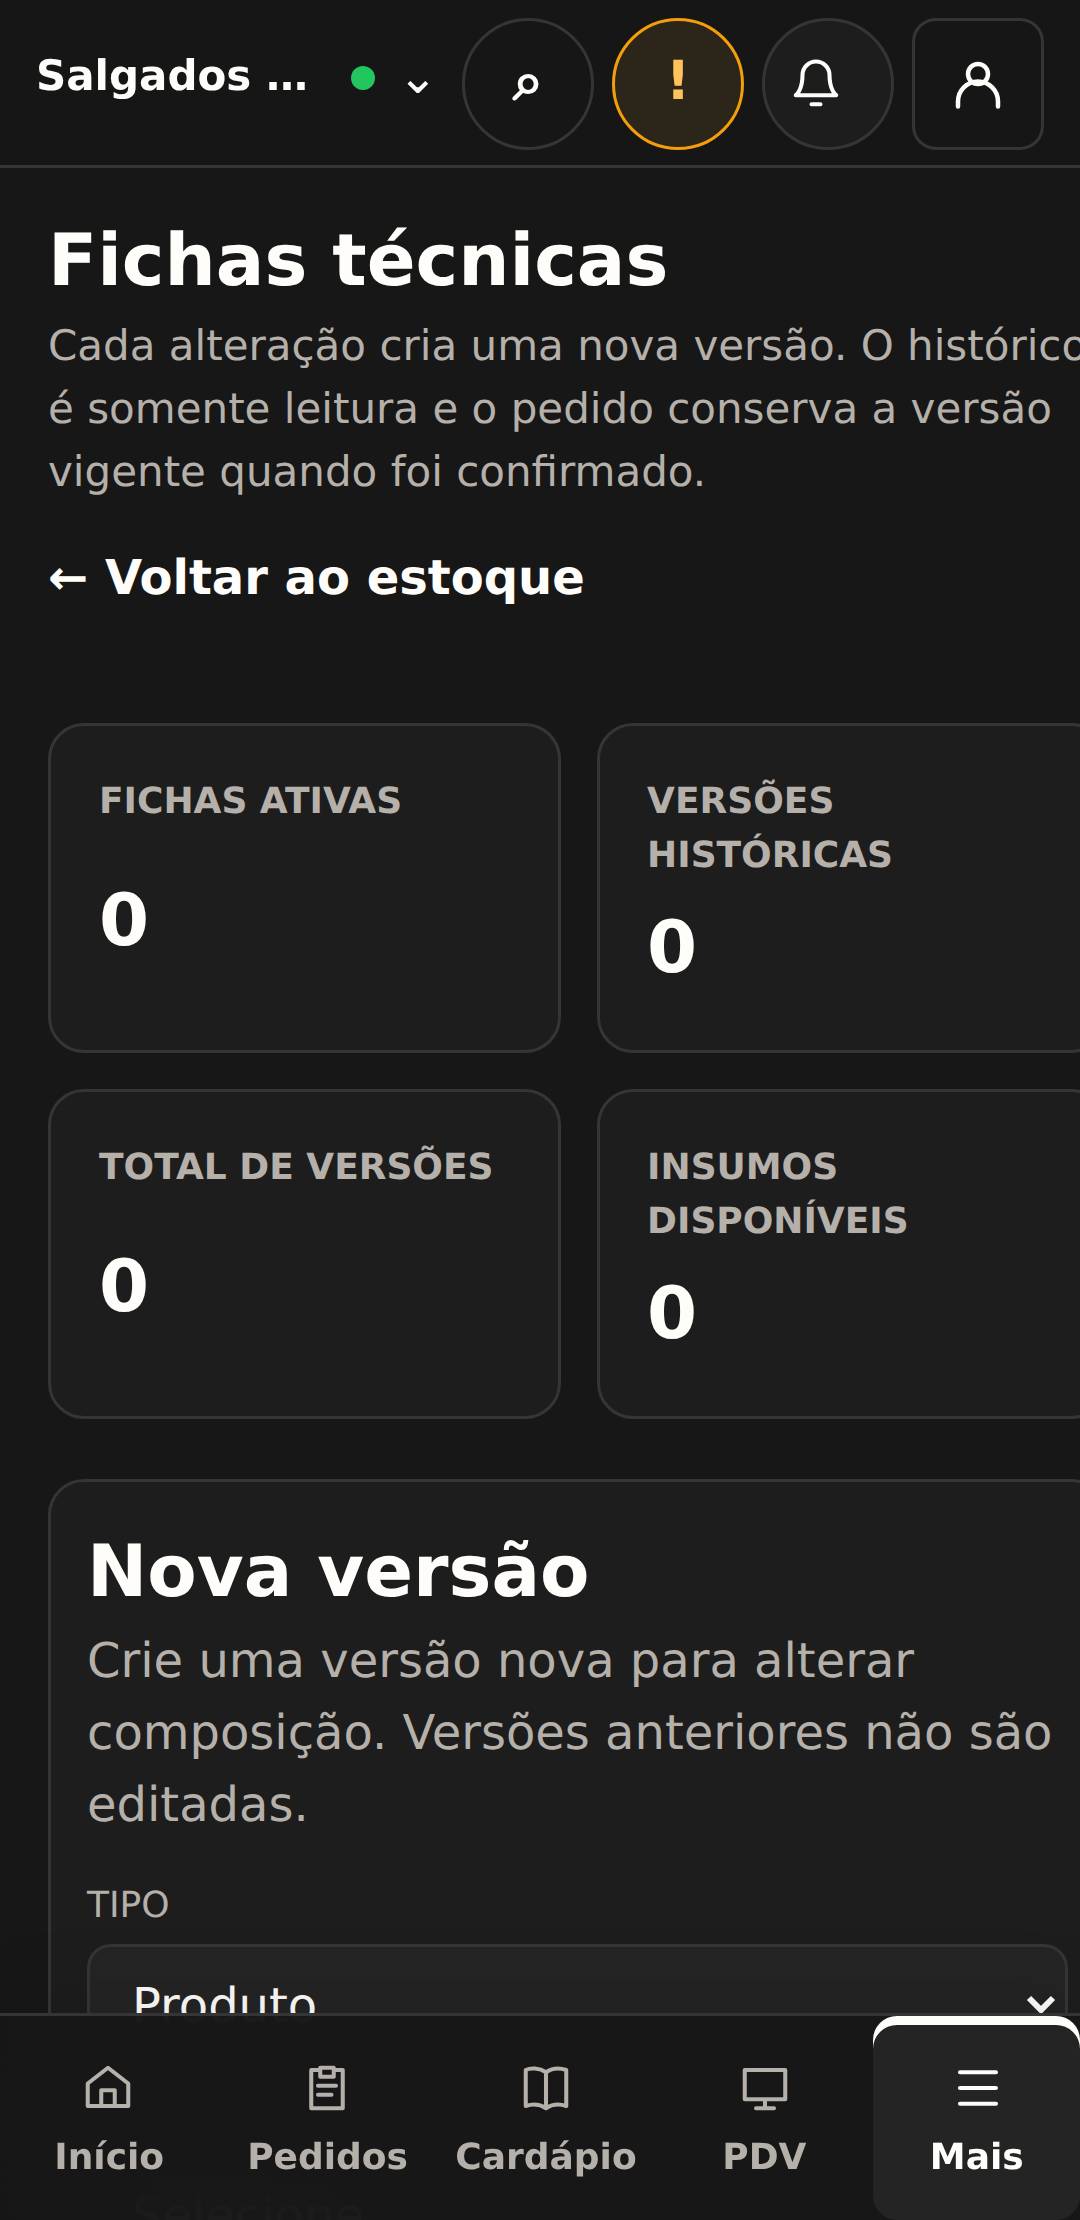 Salgados ...
!
Fichas técnicas
Cada alteração cria uma nova versão. O histórico
é somente leitura e o pedido conserva a versão
vigente quando foi confirmado.
← Voltar ao estoque
FICHAS ATIVAS
0
VERSÕES
HISTÓRICAS
0
TOTAL DE VERSÕES
0
INSUMOS
DISPONÍVEIS
0
Nova versão
Crie uma versão nova para alterar
composição. Versões anteriores não são
editadas.
TIPO
Produto
Início
Pedidos
Cardápio
PDV
Mais
Selecione